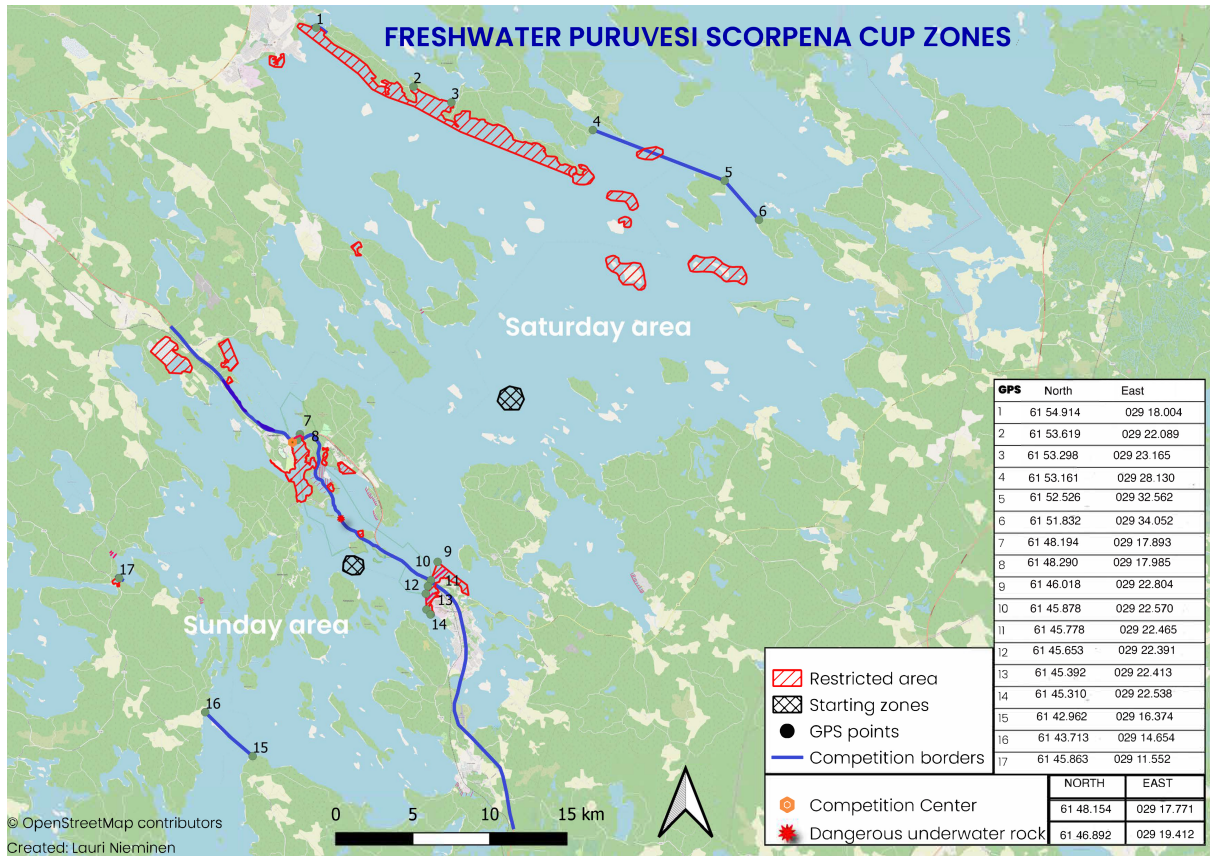 FRESHWATER PURUVESI SCORPENA CUP ZONES
1
2
3
4
5
6
Saturday area
7
8
9
10
11
12
13
14
17
Sunday area
16
15
GPS North East
1 61 54.914 029 18.004
2 61 53.619 029 22.089
3 61 53.298 029 23.165
4 61 53.161 029 28.130
5 61 52.526 029 32.562
6 61 51.832 029 34.052
7 61 48.194 029 17.893
8 61 48.290 029 17.985
9 61 46.018 029 22.804
10 61 45.878 029 22.570
11 61 45.778 029 22.465
12 61 45.653 029 22.391
13 61 45.392 029 22.413
14 61 45.310 029 22.538
15 61 42.962 029 16.374
16 61 43.713 029 14.654
17 61 45.863 029 11.552
Restricted area
Starting zones
GPS points
Competition borders
NORTH EAST
Competition Center 61 48.154 029 17.771
Dangerous underwater rock 61 46.892 029 19.412
0 5 10 15 km
© OpenStreetMap contributors
Created: Lauri Nieminen